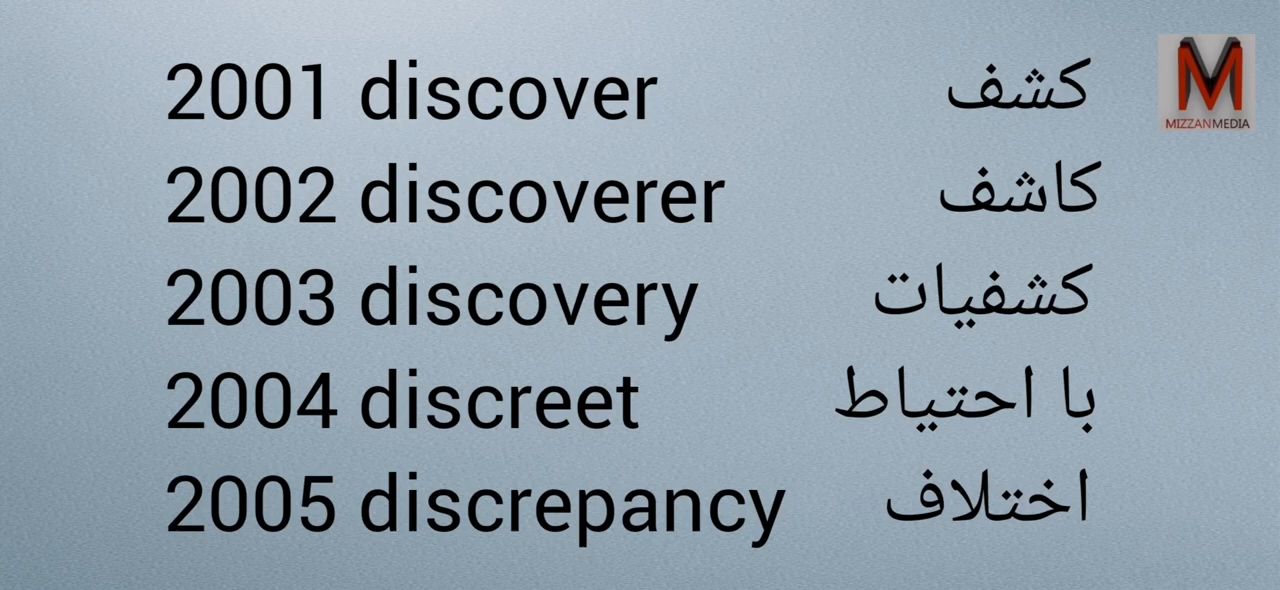 2001 discover کشف
2002 discoverer کاشف
2003 discovery کشفیات
2004 discreet با احتیاط
2005 discrepancy اختلاف
M
MIZZANMEDIA